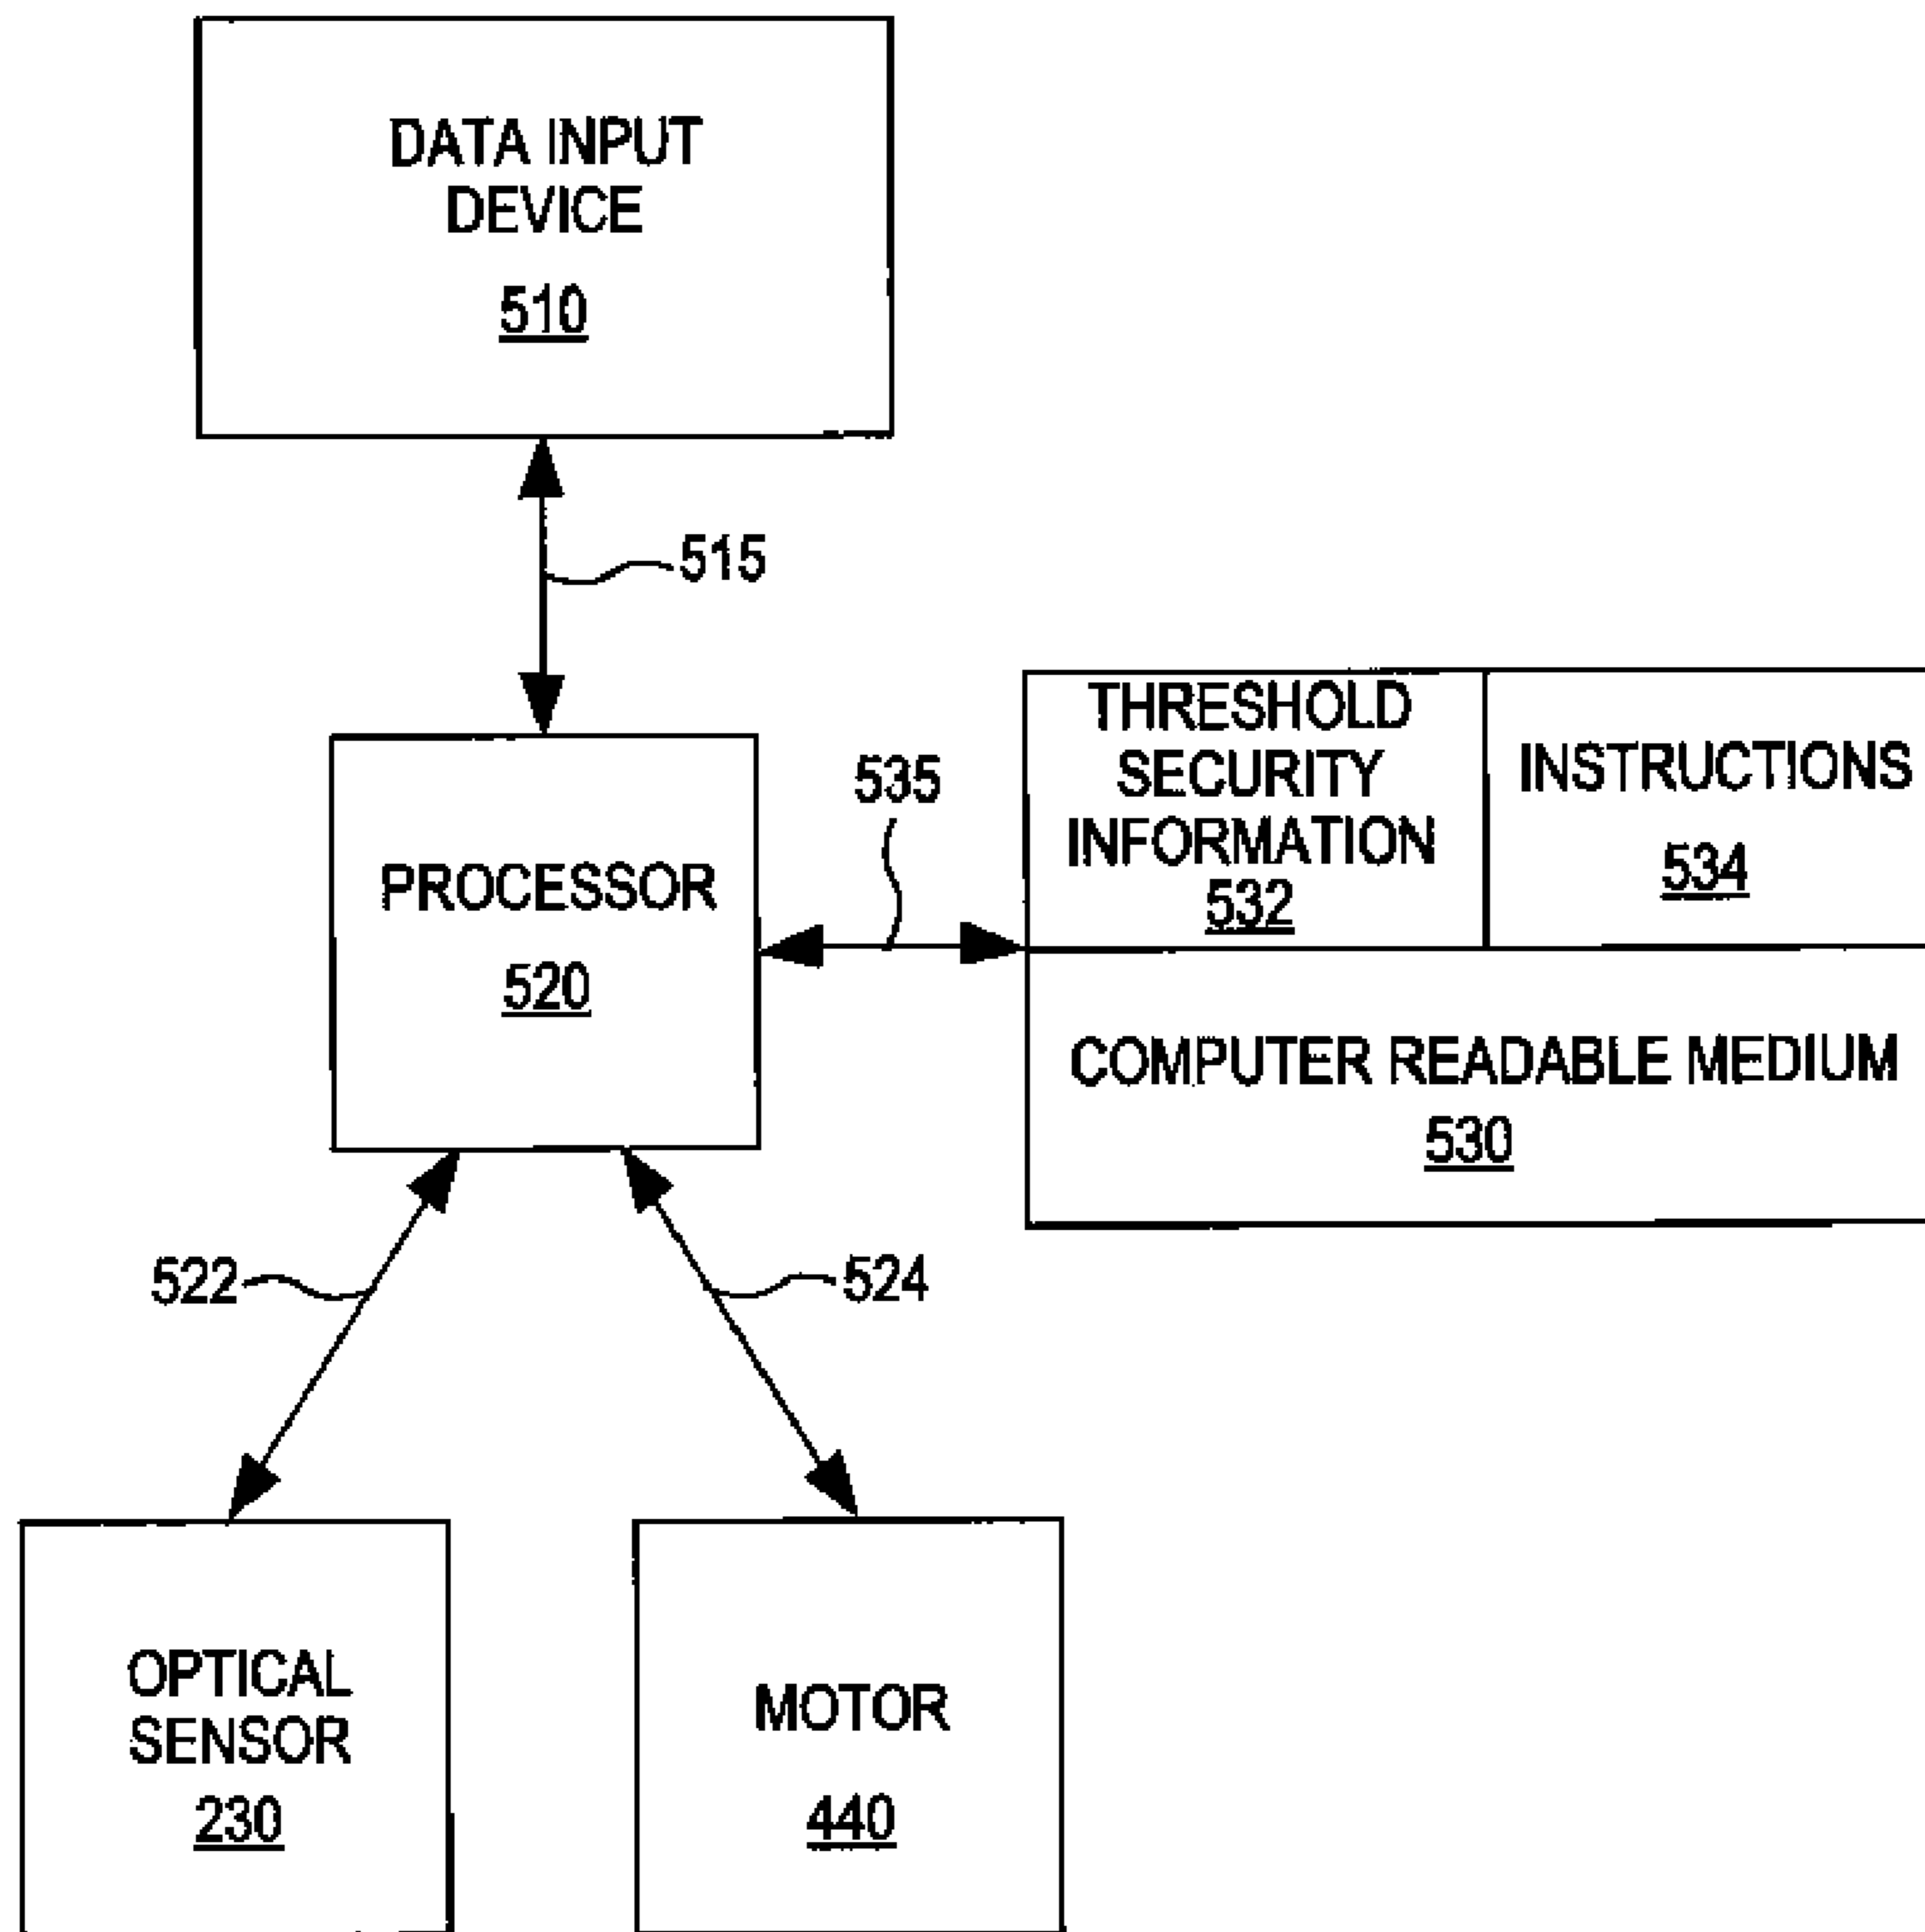 DATA INPUT
DEVICE
510
515
THRESHOLD
SECURITY
INFORMATION
532
INSTRUCTIONS
534
535
PROCESSOR
520
COMPUTER READABLE MEDIUM
530
522
524
OPTICAL
SENSOR
230
MOTOR
440